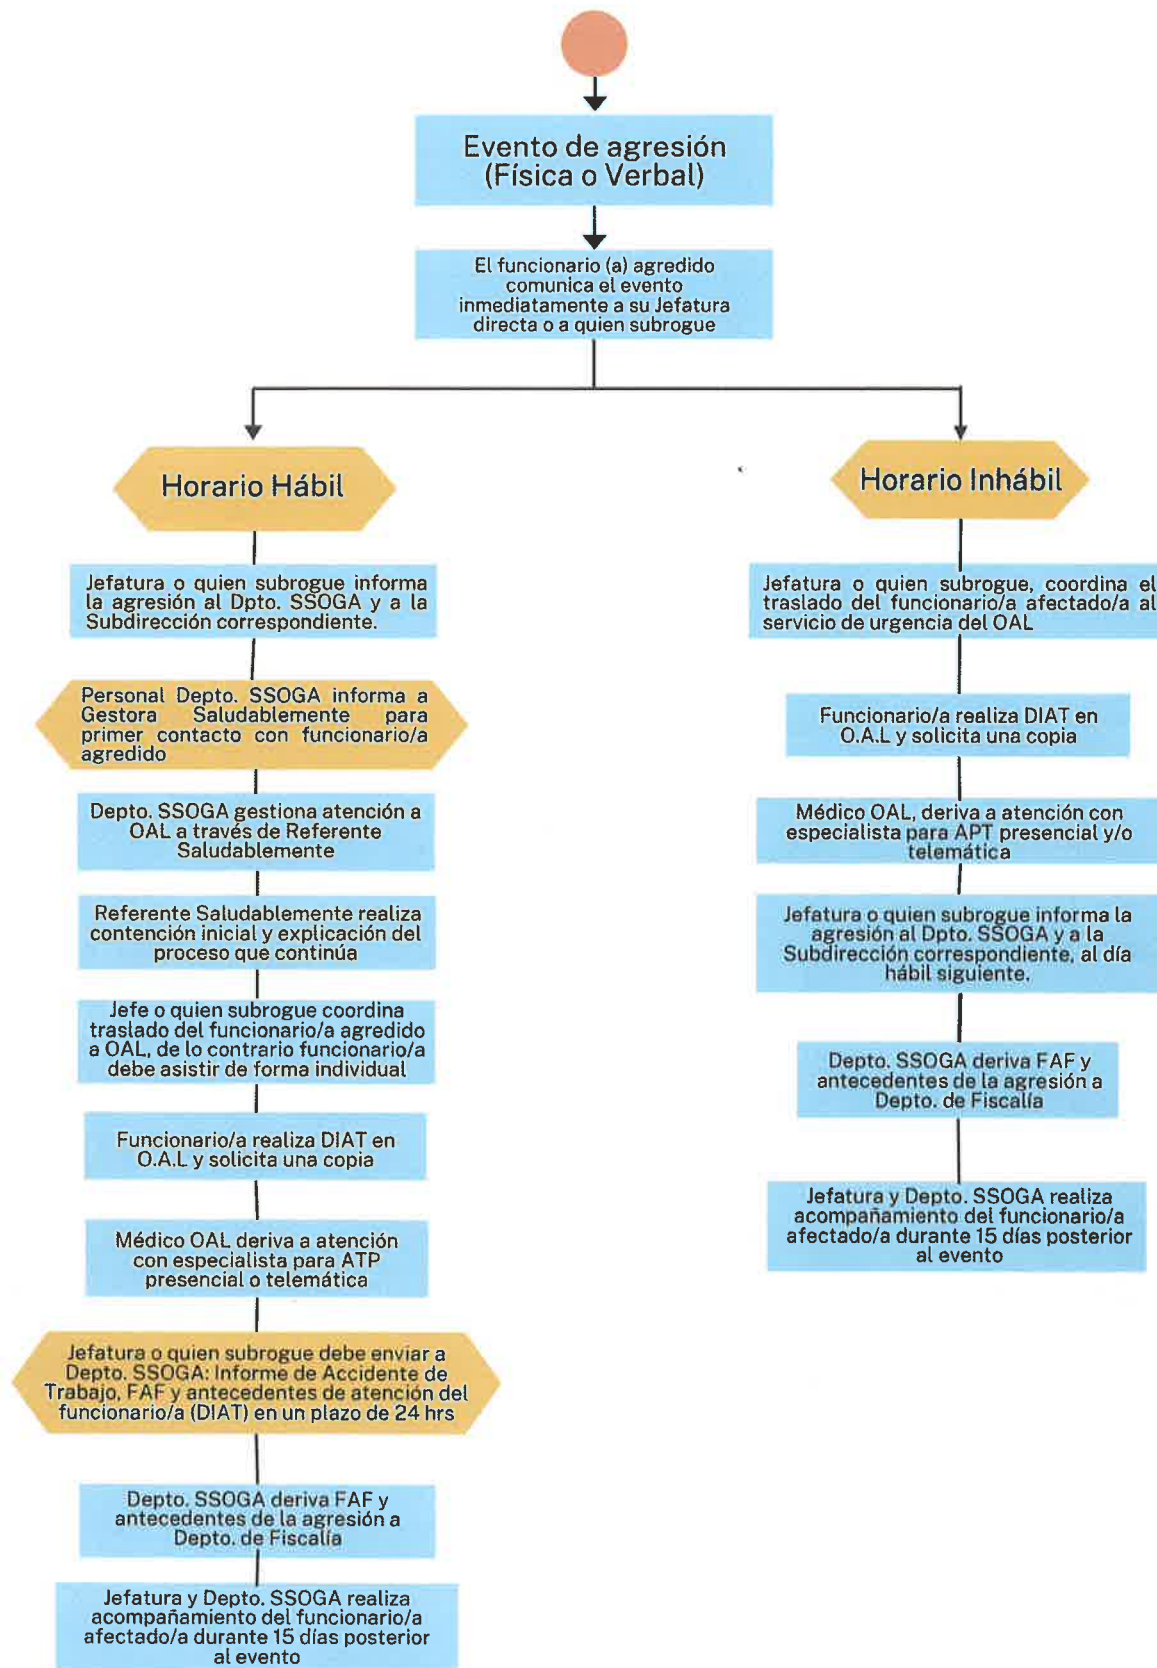 Evento de agresión
(Física o Verbal)
El funcionario (a) agredido
comunica el evento
inmediatamente a su Jefatura
directa o a quien subrogue
Horario Hábil
Jefatura o quien subrogue informa
la agresión al Dpto. SSOGA y a la
Subdirección correspondiente.
Personal Depto. SSOGA informa a
Gestora Saludablemente para
primer contacto con funcionario/a
agredido
Depto. SSOGA gestiona atención a
OAL a través de Referente
Saludablemente
Referente Saludablemente realiza
contención inicial y explicación del
proceso que continúa
Jefe o quien subrogue coordina
traslado del funcionario/a agredido
a OAL, de lo contrario funcionario/a
debe asistir de forma individual
Funcionario/a realiza DIAT en
O.A.L y solicita una copia
Médico OAL deriva a atención
con especialista para ATP
presencial o telemática
Jefatura o quien subrogue debe enviar a
Depto. SSOGA: Informe de Accidente de
Trabajo, FAF y antecedentes de atención del
funcionario/a (DIAT) en un plazo de 24 hrs
Depto. SSOGA deriva FAF y
antecedentes de la agresión a
Depto. de Fiscalía
Jefatura y Depto. SSOGA realiza
acompañamiento del funcionario/a
afectado/a durante 15 días posterior
al evento
Horario Inhábil
Jefatura o quien subrogue, coordina el
traslado del funcionario/a afectado/a al
servicio de urgencia del OAL
Funcionario/a realiza DIAT en
O.A.L y solicita una copia
Médico OAL, deriva a atención con
especialista para APT presencial y/o
telemática
Jefatura o quien subrogue informa la
agresión al Dpto. SSOGA y a la
Subdirección correspondiente, al día
hábil siguiente.
Depto. SSOGA deriva FAF y
antecedentes de la agresión a
Depto. de Fiscalía
Jefatura y Depto. SSOGA realiza
acompañamiento del funcionario/a
afectado/a durante 15 días posterior
al evento